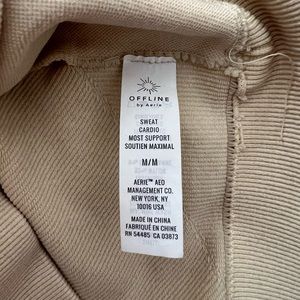 OFFLINE
by Aerie
SWEAT
CARDIO
MOST SUPPORT
SOUTIEN MAXIMAL
M/M
AERIE™ AEO
MANAGEMENT CO.
NEW YORK, NY
10016 USA
MADE IN CHINA
FABRIQUÉ EN CHINE
RN 54485 CA 03873